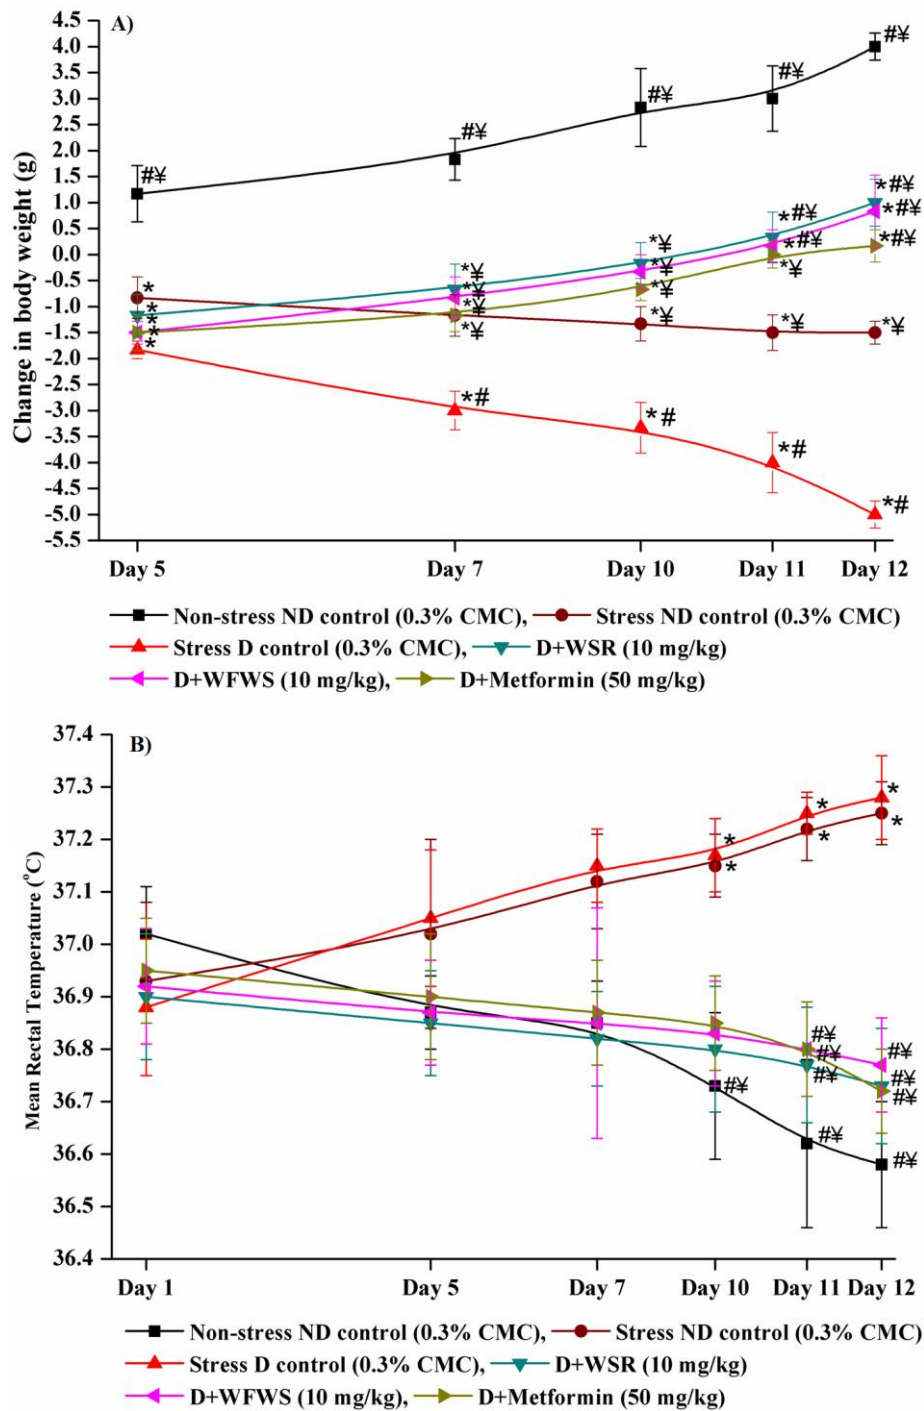 A)
Change in body weight (g)
4.5
4.0
3.5
3.0
2.5
2.0
1.5
1.0
0.5
0.0
-0.5
-1.0
-1.5
-2.0
-2.5
-3.0
-3.5
-4.0
-4.5
-5.0
-5.5
#¥ #¥ #¥ #¥ #¥
*#¥ *#¥
*¥ *#¥ *#¥
*¥ *¥ *#¥ *#¥
* *¥ *¥ *¥
* *¥ *¥ *¥ *¥
*
*
*
*# *# *# *#
Day 5 Day 7 Day 10 Day 11 Day 12
Non-stress ND control (0.3% CMC), Stress ND control (0.3% CMC)
Stress D control (0.3% CMC), D+WSR (10 mg/kg)
D+WFWS (10 mg/kg), D+Metformin (50 mg/kg)
B)
Mean Rectal Temperature (°C)
37.4
37.3
37.2
37.1
37.0
36.9
36.8
36.7
36.6
36.5
36.4
* * *
* * *
#¥ #¥
#¥ #¥
#¥ #¥
#¥ #¥ #¥
Day 1 Day 5 Day 7 Day 10 Day 11 Day 12
Non-stress ND control (0.3% CMC), Stress ND control (0.3% CMC)
Stress D control (0.3% CMC), D+WSR (10 mg/kg)
D+WFWS (10 mg/kg), D+Metformin (50 mg/kg)